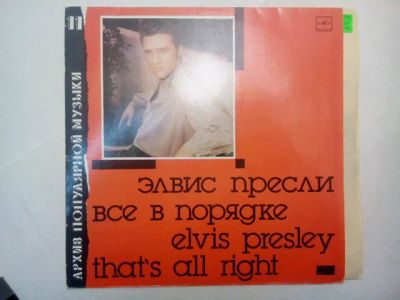 11
АРХИВ ПОПУЛЯРНОЙ МУЗЫКИ
ЭЛВИС ПРЕСЛИ
ВСЕ В ПОРЯДКЕ
elvis presley
that's all right